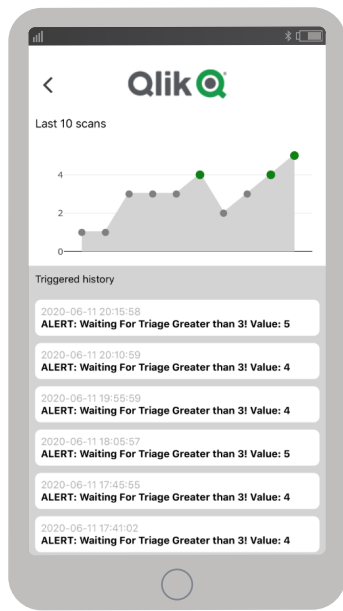 Qlik
Last 10 scans
4
2
0
Triggered history
2020-06-11 20:15:58
ALERT: Waiting For Triage Greater than 3! Value: 5
2020-06-11 20:10:59
ALERT: Waiting For Triage Greater than 3! Value: 4
2020-06-11 19:55:59
ALERT: Waiting For Triage Greater than 3! Value: 4
2020-06-11 18:05:57
ALERT: Waiting For Triage Greater than 3! Value: 5
2020-06-11 17:45:55
ALERT: Waiting For Triage Greater than 3! Value: 4
2020-06-11 17:41:02
ALERT: Waiting For Triage Greater than 3! Value: 4